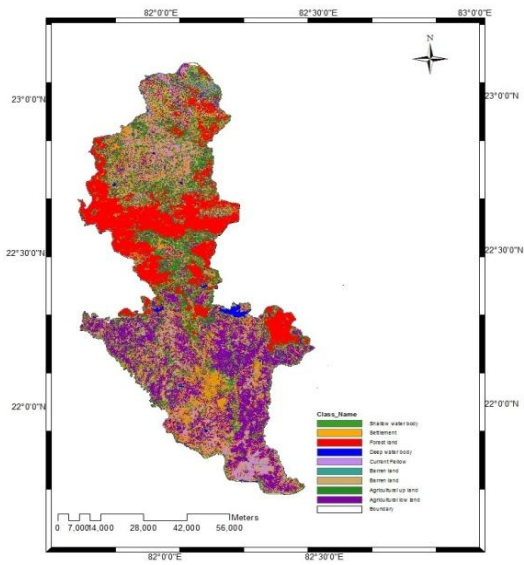 82°0'0"E 82°30'0"E 83°0'0"E
N
23°0'0"N 23°0'0"N
22°30'0"N 22°30'0"N
22°0'0"N 22°0'0"N
Class_Name
Shallow water body
Settlement
Forest land
Deep water body
Current Fallow
Barren land
Barren land
Agricultural up land
Agricultural low land
Boundary
Meters
0 7,00014,000 28,000 42,000 56,000
82°0'0"E 82°30'0"E